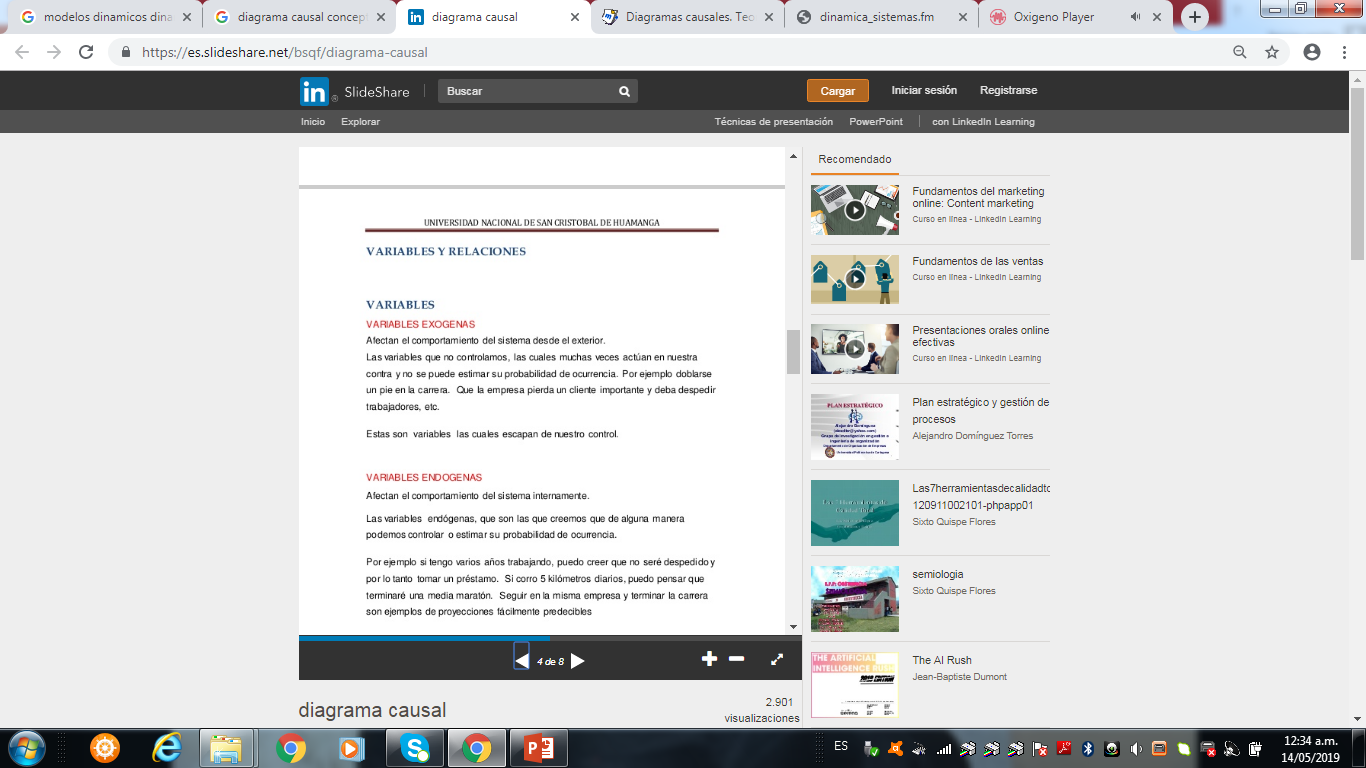 modelos dinamicos dina
diagrama causal concept
diagrama causal
Diagramas causales. Teo
dinamica_sistemas.fm
Oxigeno Player
https://es.slideshare.net/bsqf/diagrama-causal
in SlideShare
Buscar
Cargar
Iniciar sesión
Registrarse
Inicio
Explorar
Técnicas de presentación
PowerPoint
con LinkedIn Learning
UNIVERSIDAD NACIONAL DE SAN CRISTOBAL DE HUAMANGA
VARIABLES Y RELACIONES
VARIABLES
VARIABLES EXOGENAS
Afectan el comportamiento del sistema desde el exterior.
Las variables que no controlamos, las cuales muchas veces actúan en nuestra
contra y no se puede estimar su probabilidad de ocurrencia. Por ejemplo doblarse
un pie en la carrera. Que la empresa pierda un cliente importante y deba despedir
trabajadores, etc.
Estas son variables las cuales escapan de nuestro control.
VARIABLES ENDOGENAS
Afectan el comportamiento del sistema internamente.
Las variables endógenas, que son las que creemos que de alguna manera
podemos controlar o estimar su probabilidad de ocurrencia.
Por ejemplo si tengo varios años trabajando, puedo creer que no seré despedido y
por lo tanto tomar un préstamo. Si corro 5 kilómetros diarios, puedo pensar que
terminaré una media maratón. Seguir en la misma empresa y terminar la carrera
son ejemplos de proyecciones fácilmente predecibles
4 de 8
diagrama causal
2.901
visualizaciones
Recomendado
Fundamentos del marketing
online: Content marketing
Curso en línea - LinkedIn Learning
Fundamentos de las ventas
Curso en línea - LinkedIn Learning
Presentaciones orales online
efectivas
Curso en línea - LinkedIn Learning
PLAN ESTRATÉGICO
Plan estratégico y gestión de
procesos
Alejandro Domínguez Torres
Las7herramientasdecalidadtc
120911002101-phpapp01
Sixto Quispe Flores
semiologia
Sixto Quispe Flores
THE ARTIFICIAL
INTELLIGENCE RUSH
2018 EDITION
The AI Rush
Jean-Baptiste Dumont
ES
12:34 a.m.
14/05/2019